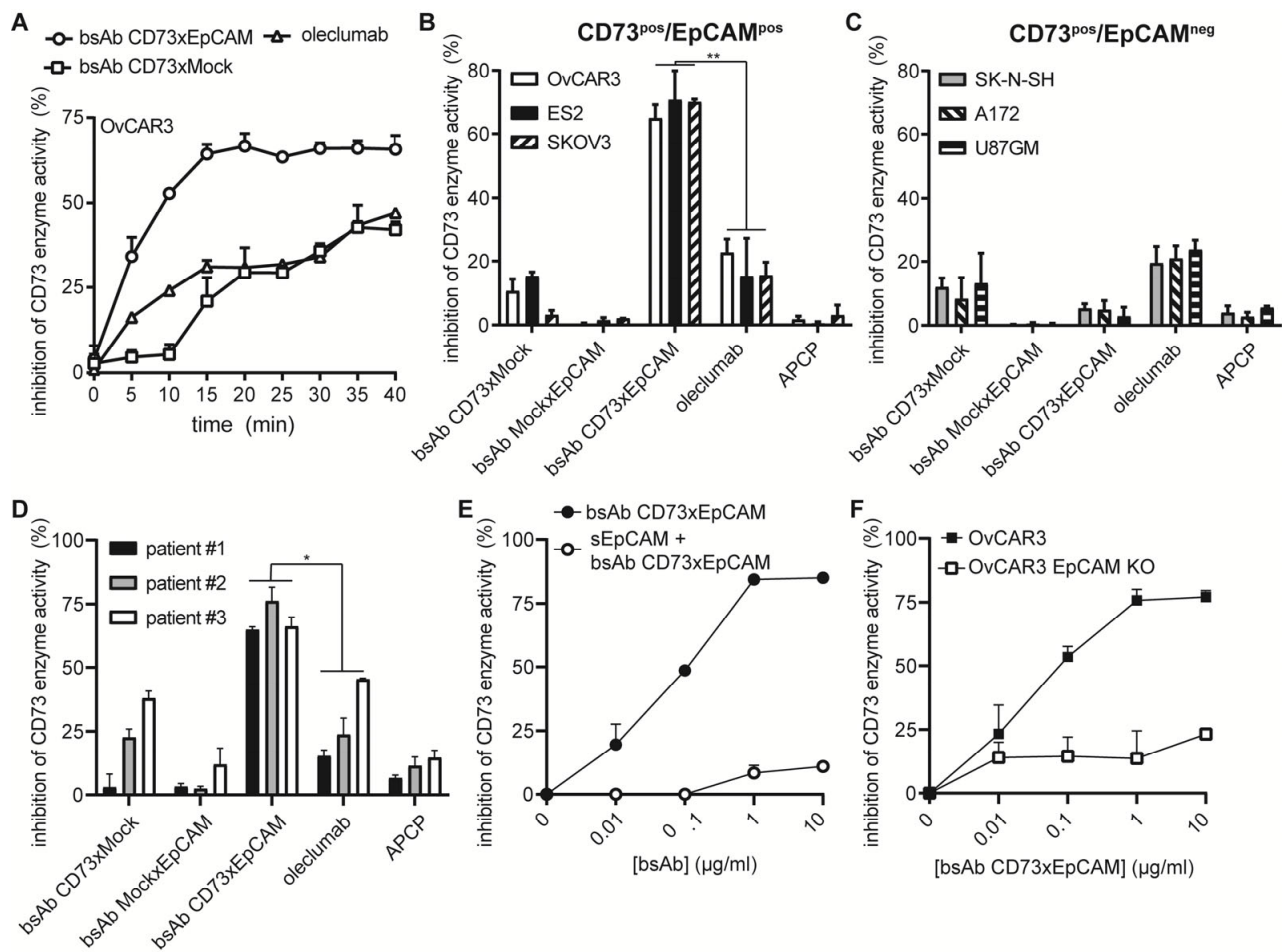 A
bsAb CD73xEpCAM
oleclumab
bsAb CD73xMock
inhibition of CD73 enzyme activity (%)
OvCAR3
75
50
25
0
0 5 10 15 20 25 30 35 40
time (min)
B
CD73pos/EpCAMpos
**
OvCAR3
ES2
SKOV3
inhibition of CD73 enzyme activity (%)
80
60
40
20
0
bsAb CD73xMock
bsAb MockxEpCAM
bsAb CD73xEpCAM
oleclumab
APCP
C
CD73pos/EpCAMneg
SK-N-SH
A172
U87GM
inhibition of CD73 enzyme activity (%)
80
60
40
20
0
bsAb CD73xMock
bsAb MockxEpCAM
bsAb CD73xEpCAM
oleclumab
APCP
D
patient #1
patient #2
patient #3
*
inhibition of CD73 enzyme activity (%)
100
75
50
25
0
bsAb CD73xMock
bsAb MockxEpCAM
bsAb CD73xEpCAM
oleclumab
APCP
E
bsAb CD73xEpCAM
sEpCAM +
bsAb CD73xEpCAM
inhibition of CD73 enzyme activity (%)
100
75
50
25
0
0 0.01 0 .1 1 10
[bsAb] (µg/ml)
F
OvCAR3
OvCAR3 EpCAM KO
inhibition of CD73 enzyme activity (%)
100
75
50
25
0
0 0.01 0.1 1 10
[bsAb CD73xEpCAM] (µg/ml)